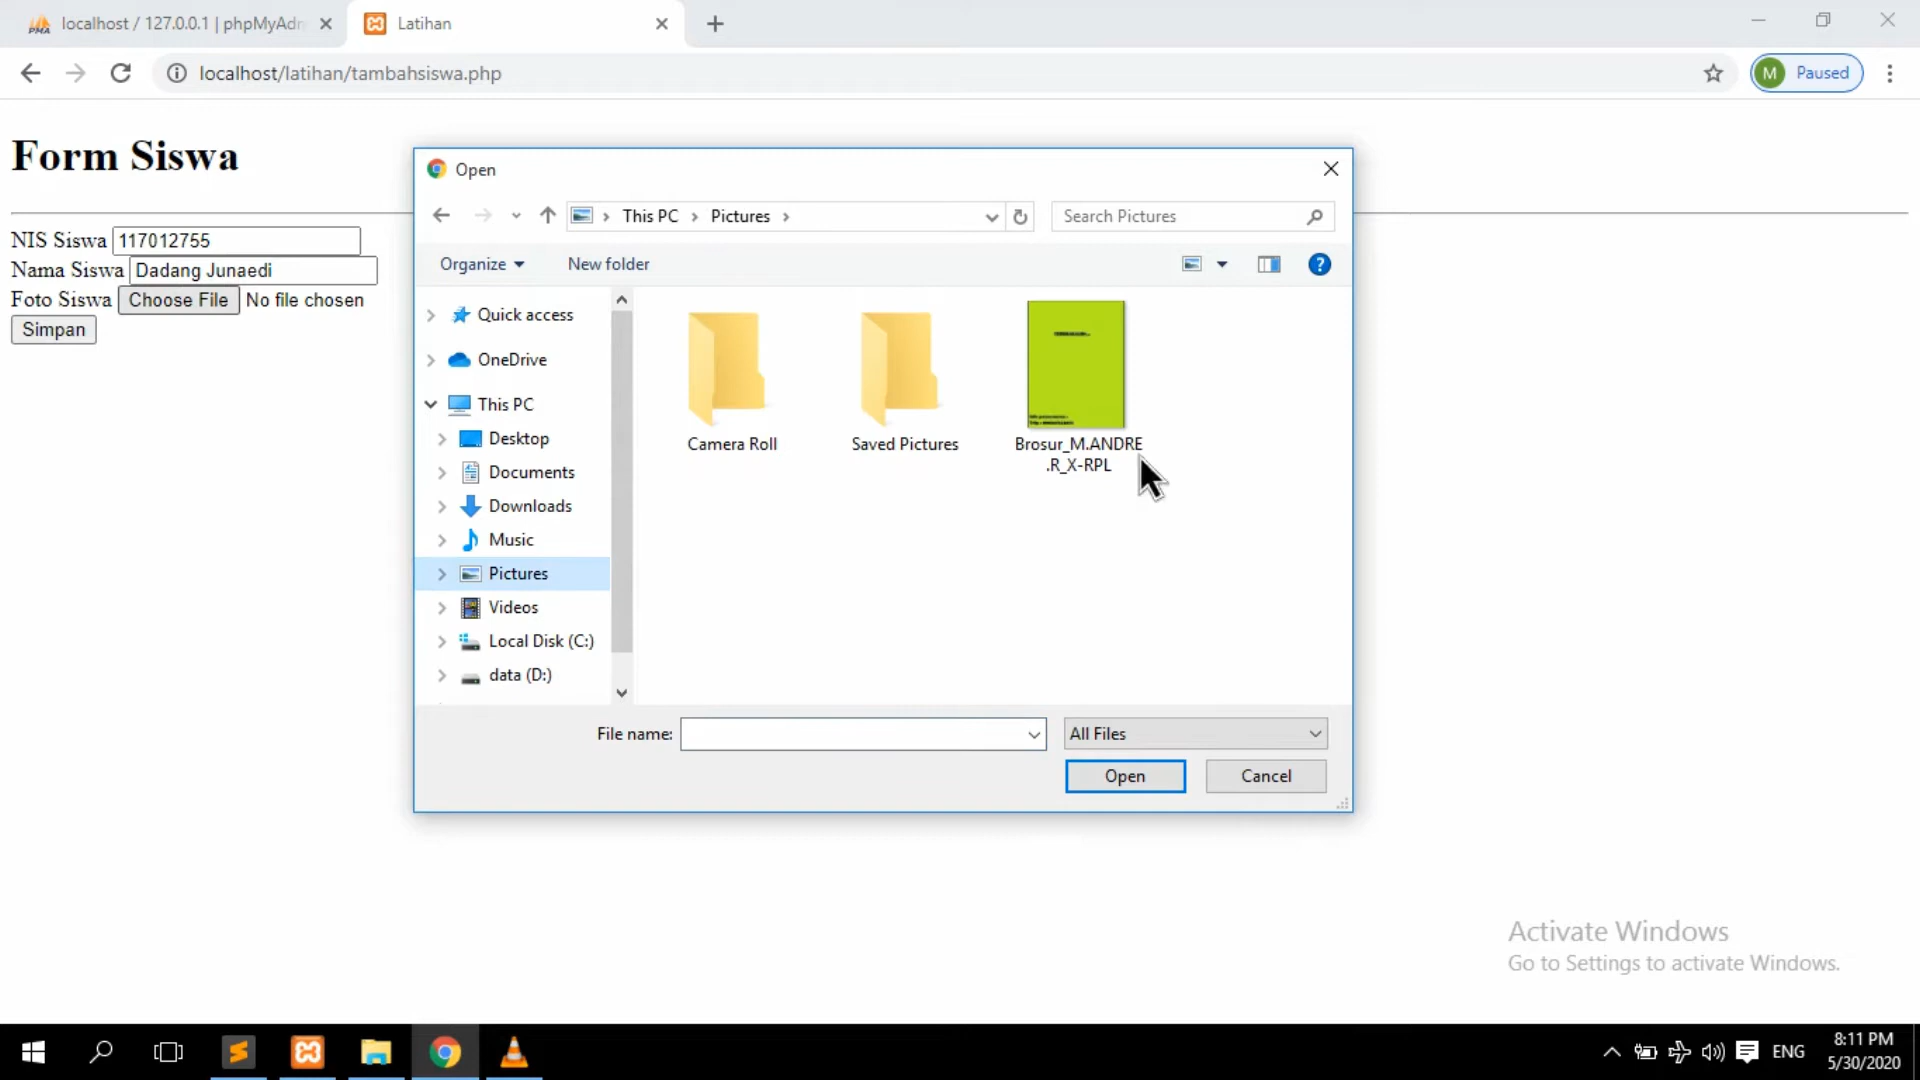 localhost / 127.0.0.1 | phpMyAdn
Latihan
localhost/latihan/tambahsiswa.php
M Paused
Form Siswa
NIS Siswa 117012755
Nama Siswa Dadang Junaedi
Foto Siswa Choose File No file chosen
Simpan
Open
This PC > Pictures >
Search Pictures
Organize
New folder
Quick access
OneDrive
This PC
Desktop
Documents
Downloads
Music
Pictures
Videos
Local Disk (C:)
data (D:)
Camera Roll
Saved Pictures
Brosur_M.ANDRE
.R_X-RPL
File name:
All Files
Open
Cancel
Activate Windows
Go to Settings to activate Windows.
ENG
8:11 PM
5/30/2020